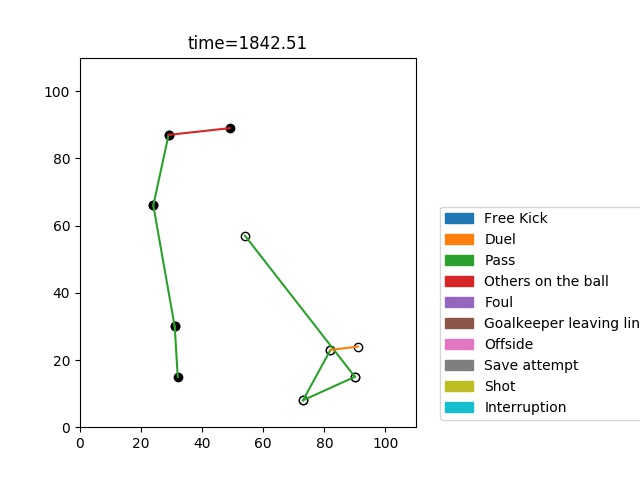 time=1842.51
100
80
60
40
20
0
0 20 40 60 80 100
Free Kick
Duel
Pass
Others on the ball
Foul
Goalkeeper leaving lin
Offside
Save attempt
Shot
Interruption